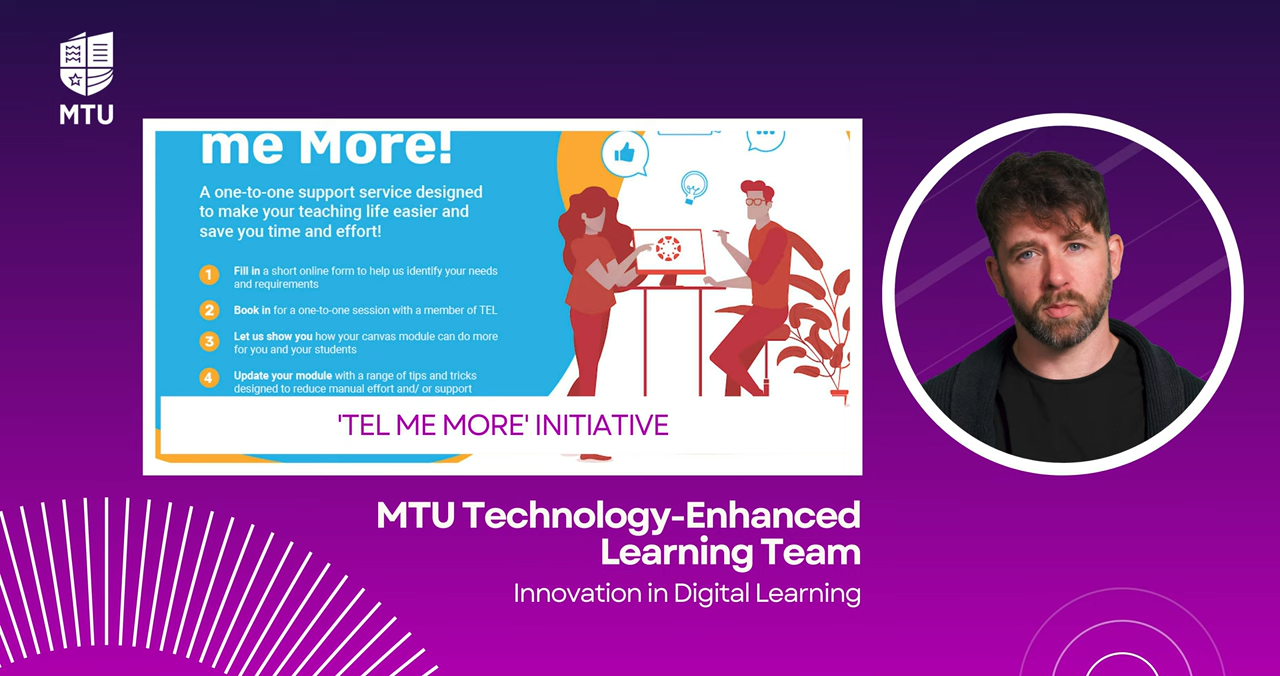 MTU
me More!
A one-to-one support service designed
to make your teaching life easier and
save you time and effort!
1 Fill in a short online form to help us identify your needs
and requirements
2 Book in for a one-to-one session with a member of TEL
3 Let us show you how your canvas module can do more
for you and your students
4 Update your module with a range of tips and tricks
designed to reduce manual effort and/ or support
'TEL ME MORE' INITIATIVE
MTU Technology-Enhanced
Learning Team
Innovation in Digital Learning